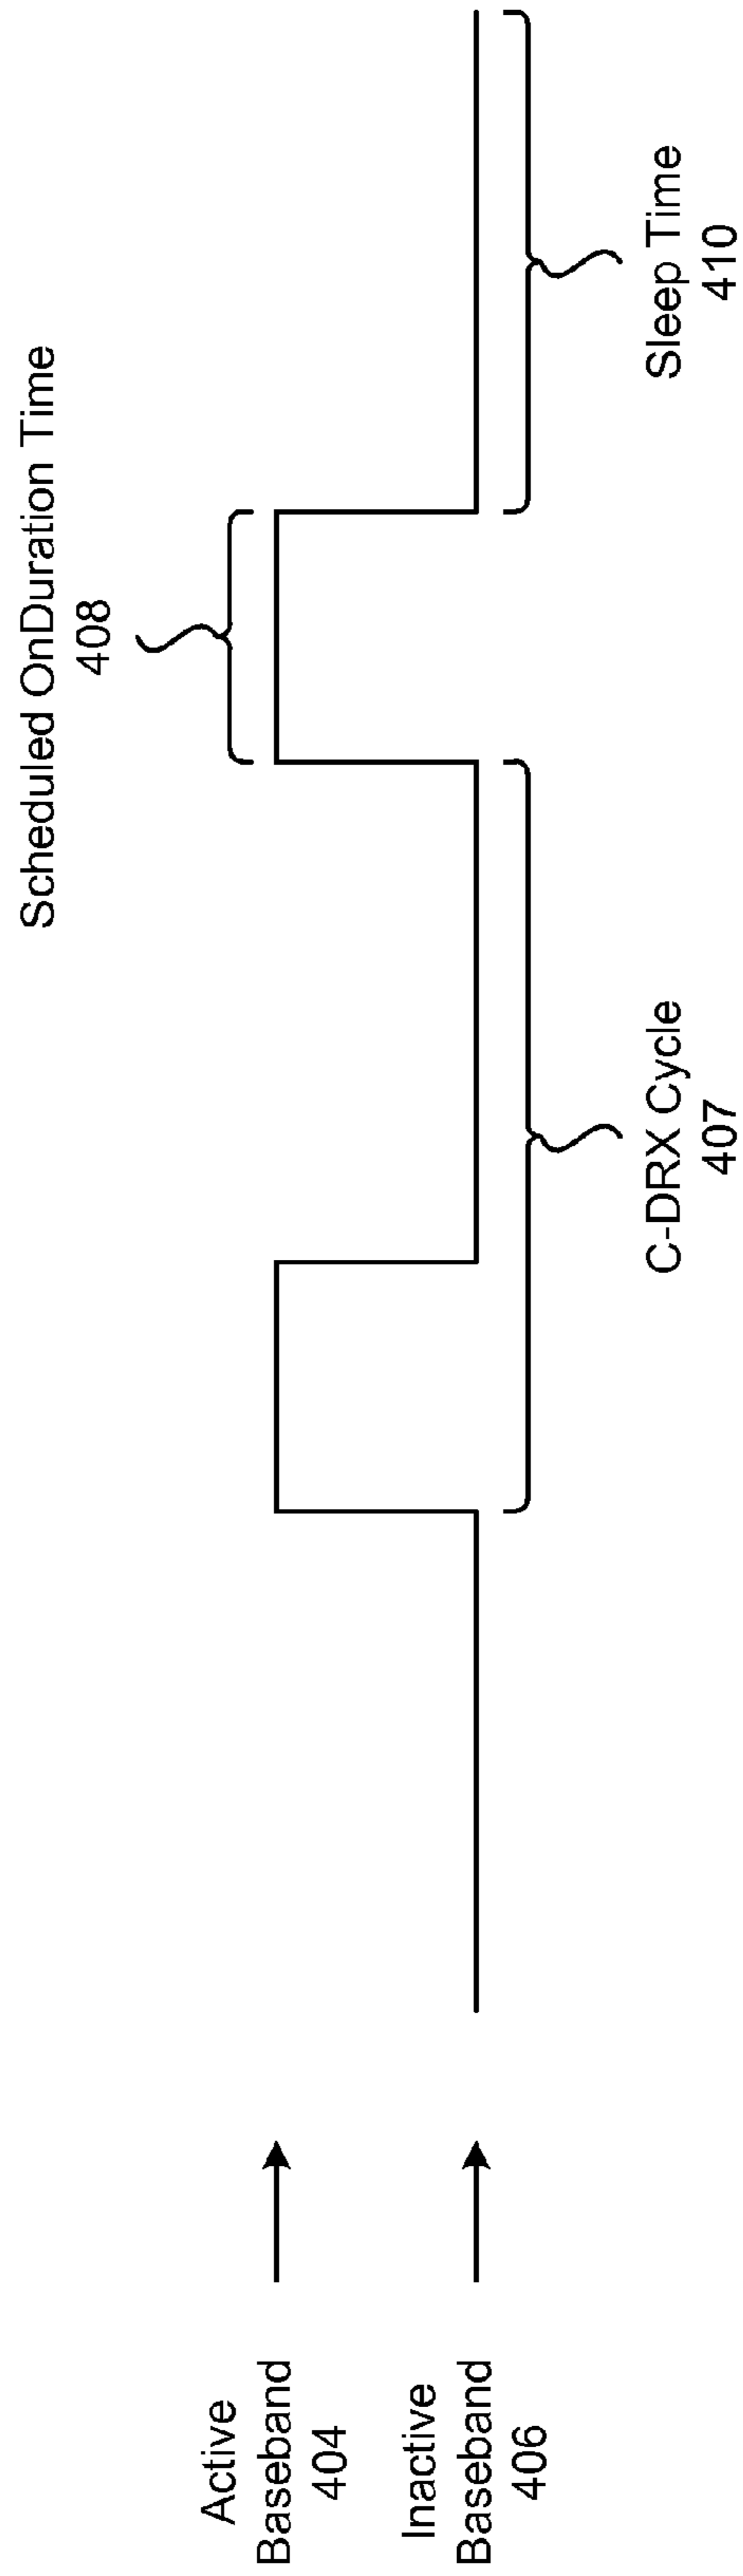 Scheduled OnDuration Time
408
Active
Baseband
404
Inactive
Baseband
406
C-DRX Cycle
407
Sleep Time
410